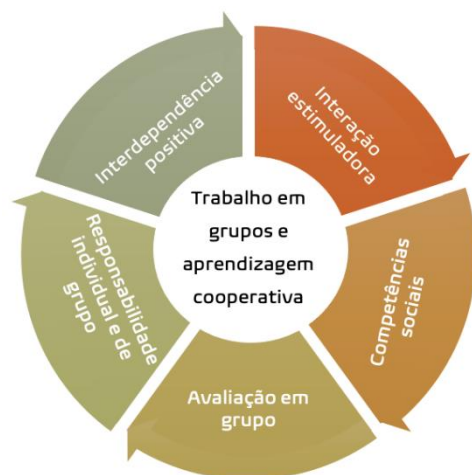 Interação
estimuladora
Competências
sociais
Avaliação em
grupo
Responsabilidade
individual e de
grupo
Interdependência
positiva
Trabalho em
grupos e
aprendizagem
cooperativa